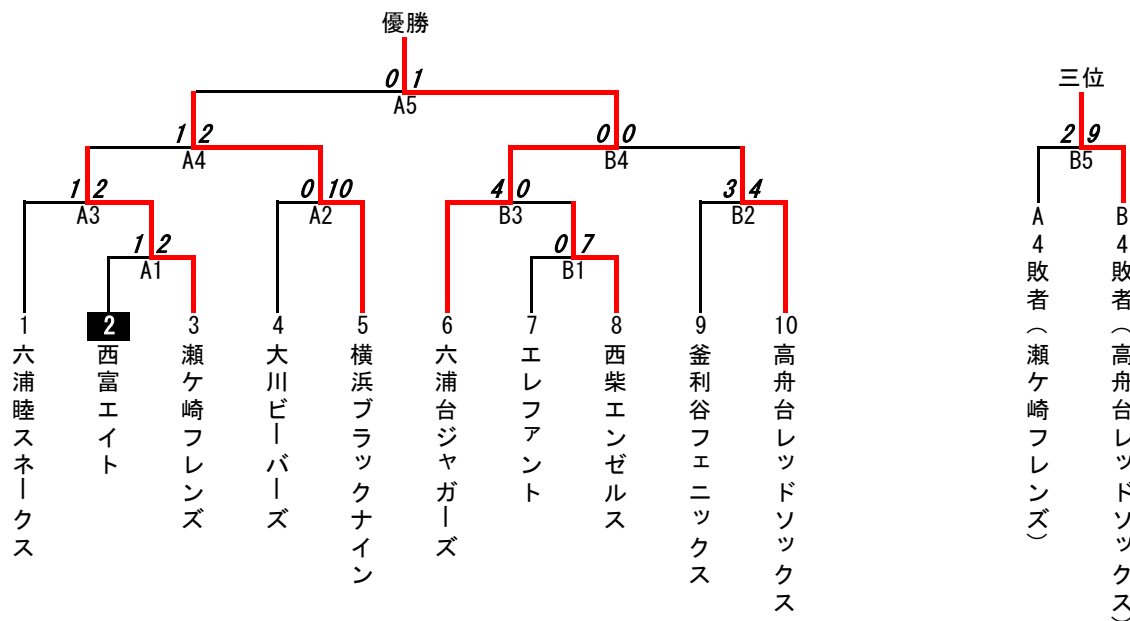 優勝
0 1
A5
三位
1 2
A4
0 0
B4
2 9
B5
1 2
A3
0 10
A2
4 0
B3
3 4
B2
1 2
A1
0 7
B1
1
六浦睦スネークス
2
西富エイト
3
瀬ケ崎フレンズ
4
大川ビーバーズ
5
横浜ブラックナイン
6
六浦台ジャガーズ
7
エレファント
8
西柴エンゼルス
9
釜利谷フェニックス
10
高舟台レッドソックス
A4敗者（瀬ケ崎フレンズ）
B4敗者（高舟台レッドソックス）